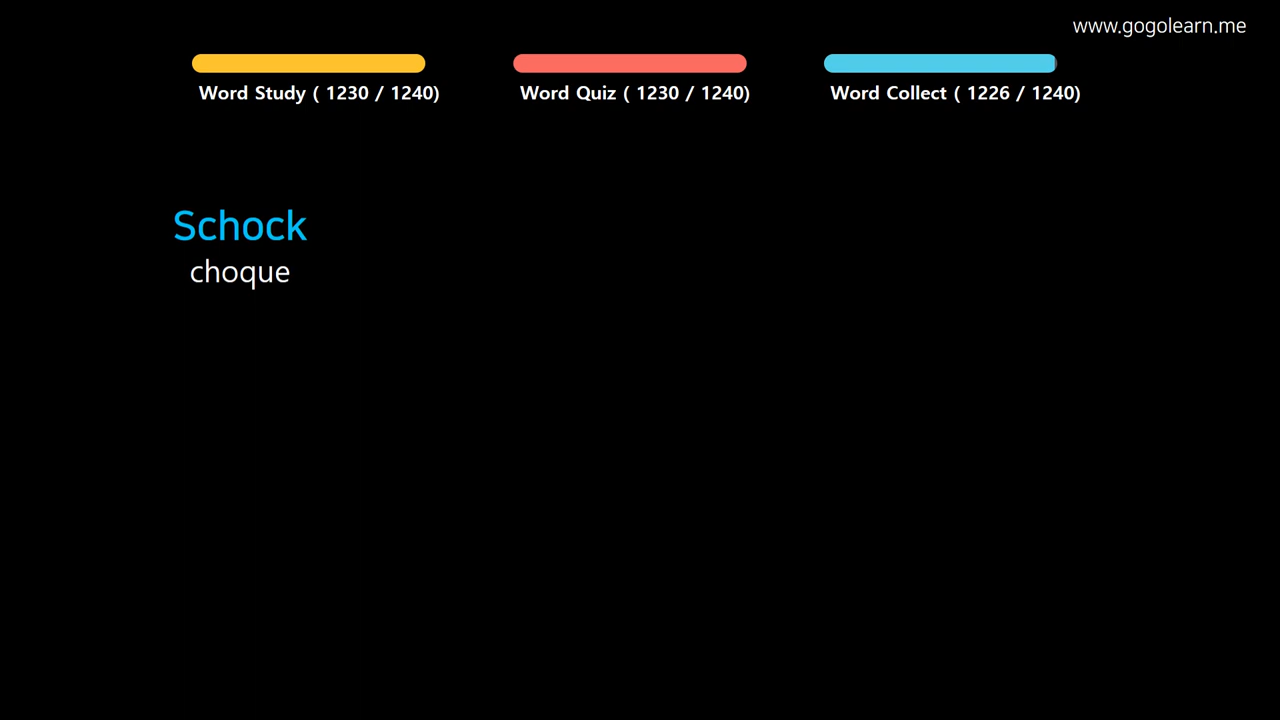 www.gogolearn.me
Word Study ( 1230 / 1240)
Word Quiz ( 1230 / 1240)
Word Collect ( 1226 / 1240)
Schock
choque